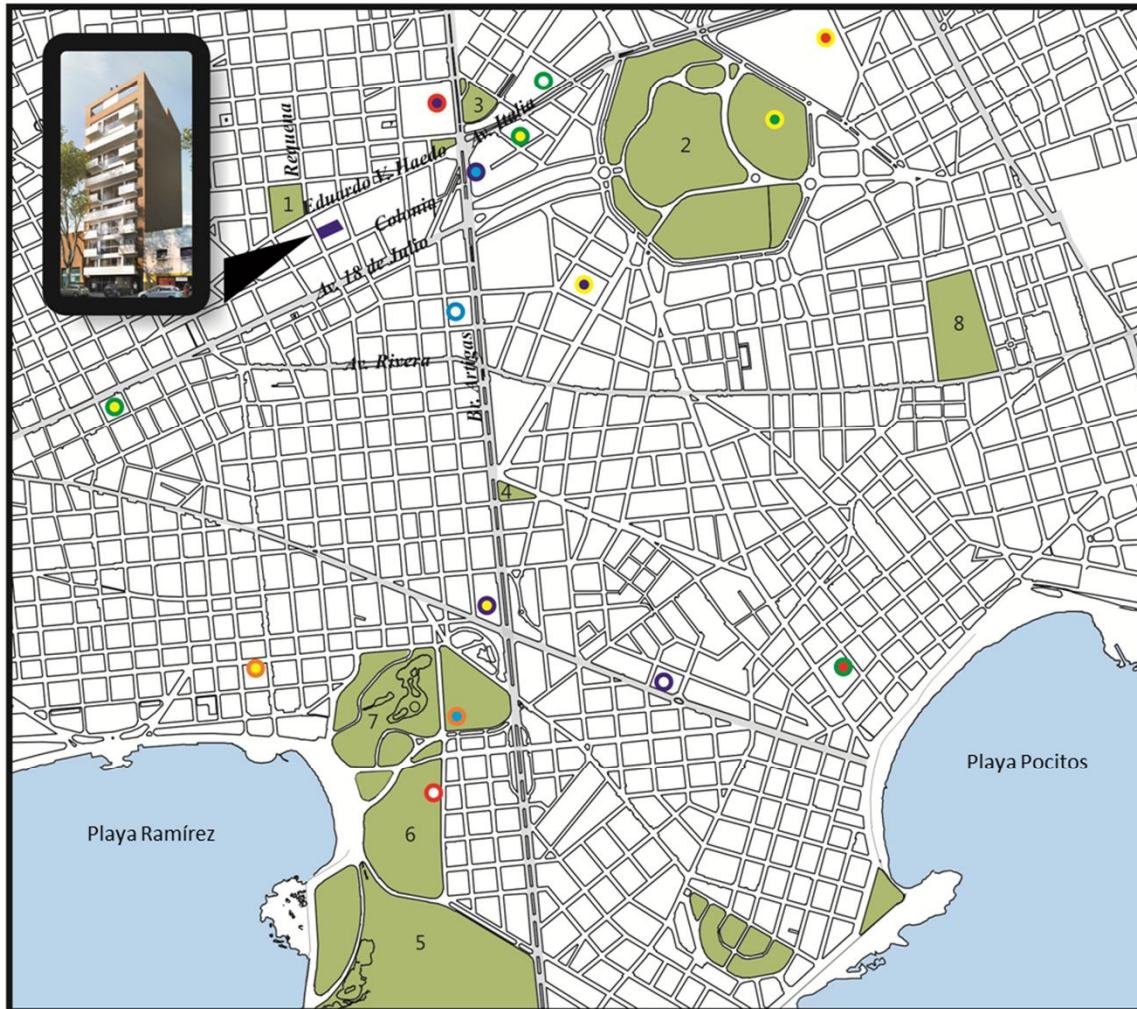 3
Requena
Av. Italia
2
Eduardo V. Haedo
1
Colonia
Av. 18 de Julio
8
Av. Rivera
Br. Artigas
4
7
Playa Pocitos
Playa Ramírez
6
5